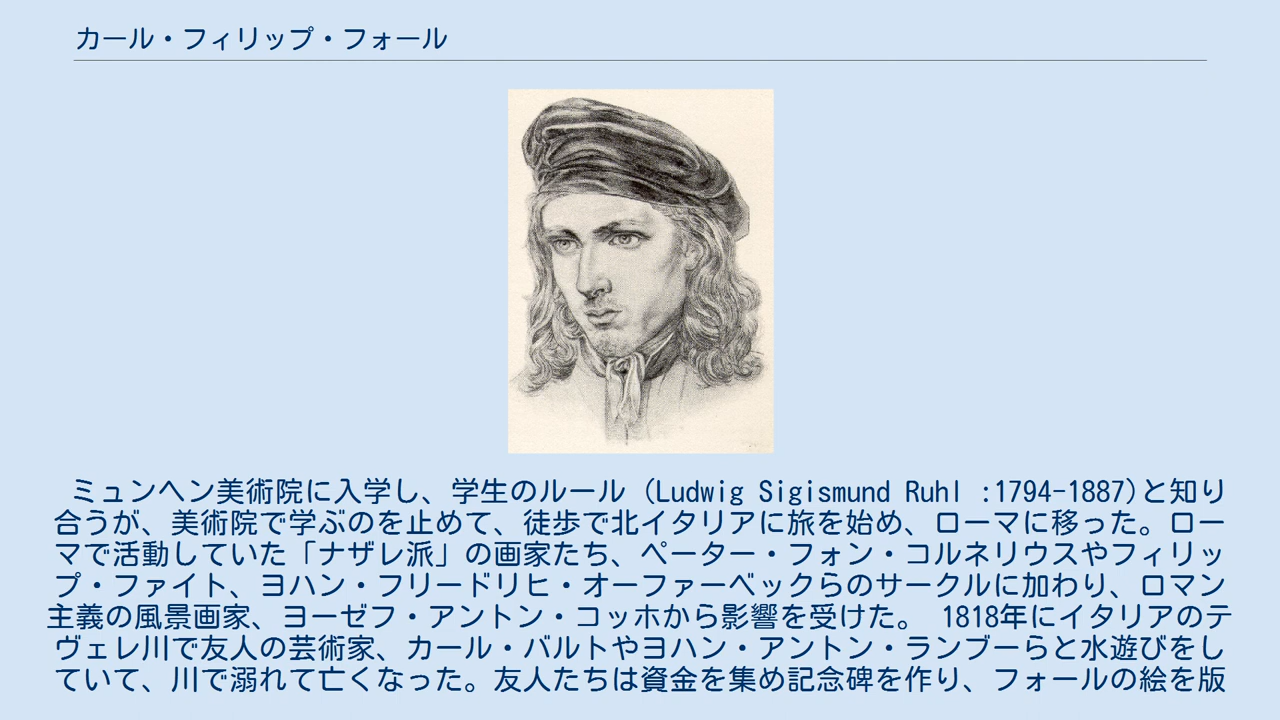 カール・フィリップ・フォール
ミュンヘン美術院に入学し、学生のルール (Ludwig Sigismund Ruhl :1794-1887)と知り
合うが、美術院で学ぶのを止めて、徒歩で北イタリアに旅を始め、ローマに移った。ロー
マで活動していた「ナザレ派」の画家たち、ペーター・フォン・コルネリウスやフィリッ
プ・ファイト、ヨハン・フリードリヒ・オーファーベックらのサークルに加わり、ロマン
主義の風景画家、ヨーゼフ・アントン・コッホから影響を受けた。 1818年にイタリアのテ
ヴェレ川で友人の芸術家、カール・バルトやヨハン・アントン・ランブーらと水遊びをし
ていて、川で溺れて亡くなった。友人たちは資金を集め記念碑を作り、フォールの絵を版